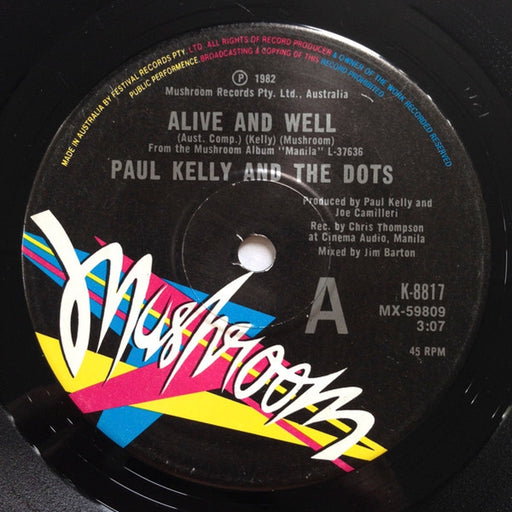 MADE IN AUSTRALIA BY FESTIVAL RECORDS PTY. LTD. ALL RIGHTS OF RECORD PRODUCER & OWNER OF THE WORK RECORDED RESERVED
PUBLIC PERFORMENCE. BROADCASTING & COPYING OF THIS RECORD PROHIBITED.
Ⓟ 1982
Mushroom Records Pty. Ltd., Australia
ALIVE AND WELL
(Aust. Comp.) (Kelly) (Mushroom)
From the Mushroom Album "Manila" L-37636
PAUL KELLY AND THE DOTS
Produced by Paul Kelly and
Joe Camilleri
Rec. by Chris Thompson
at Cinema Audio, Manila
Mixed by Jim Barton
A
K-8817
MX-59809
3:07
45 RPM
Mushroom